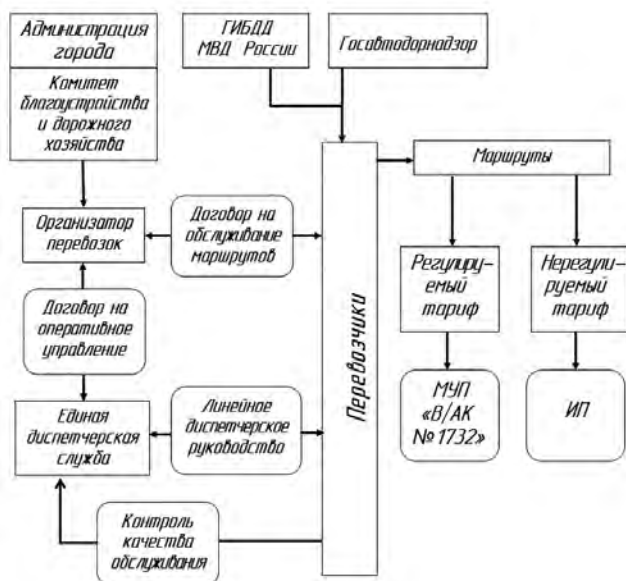 Администрация
города
Комитет
благоустройства
и дорожного
хозяйства
ГИБДД
МВД России
Госавтодорнадзор
Маршруты
Организатор
перевозок
Договор на
обслуживание
маршрутов
Регулиру-
емый
тариф
Нерегули-
руемый
тариф
Договор на
оперативное
управление
Перевозчики
МУП
«В/АК
№1732»
ИП
Единая
диспетчерская
служба
Линейное
диспетчерское
руководство
Контроль
качества
обслуживания